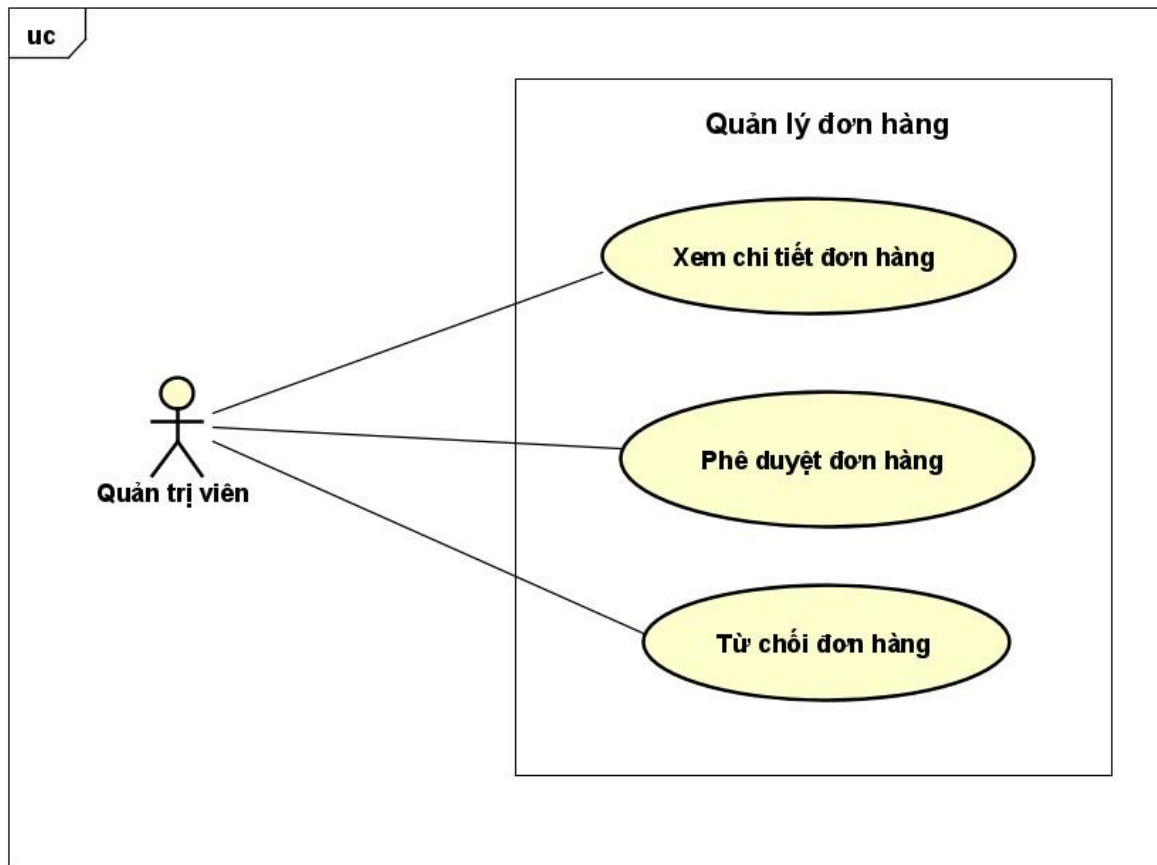 uc
Quản lý đơn hàng
Xem chi tiết đơn hàng
Phê duyệt đơn hàng
Quản trị viên
Từ chối đơn hàng